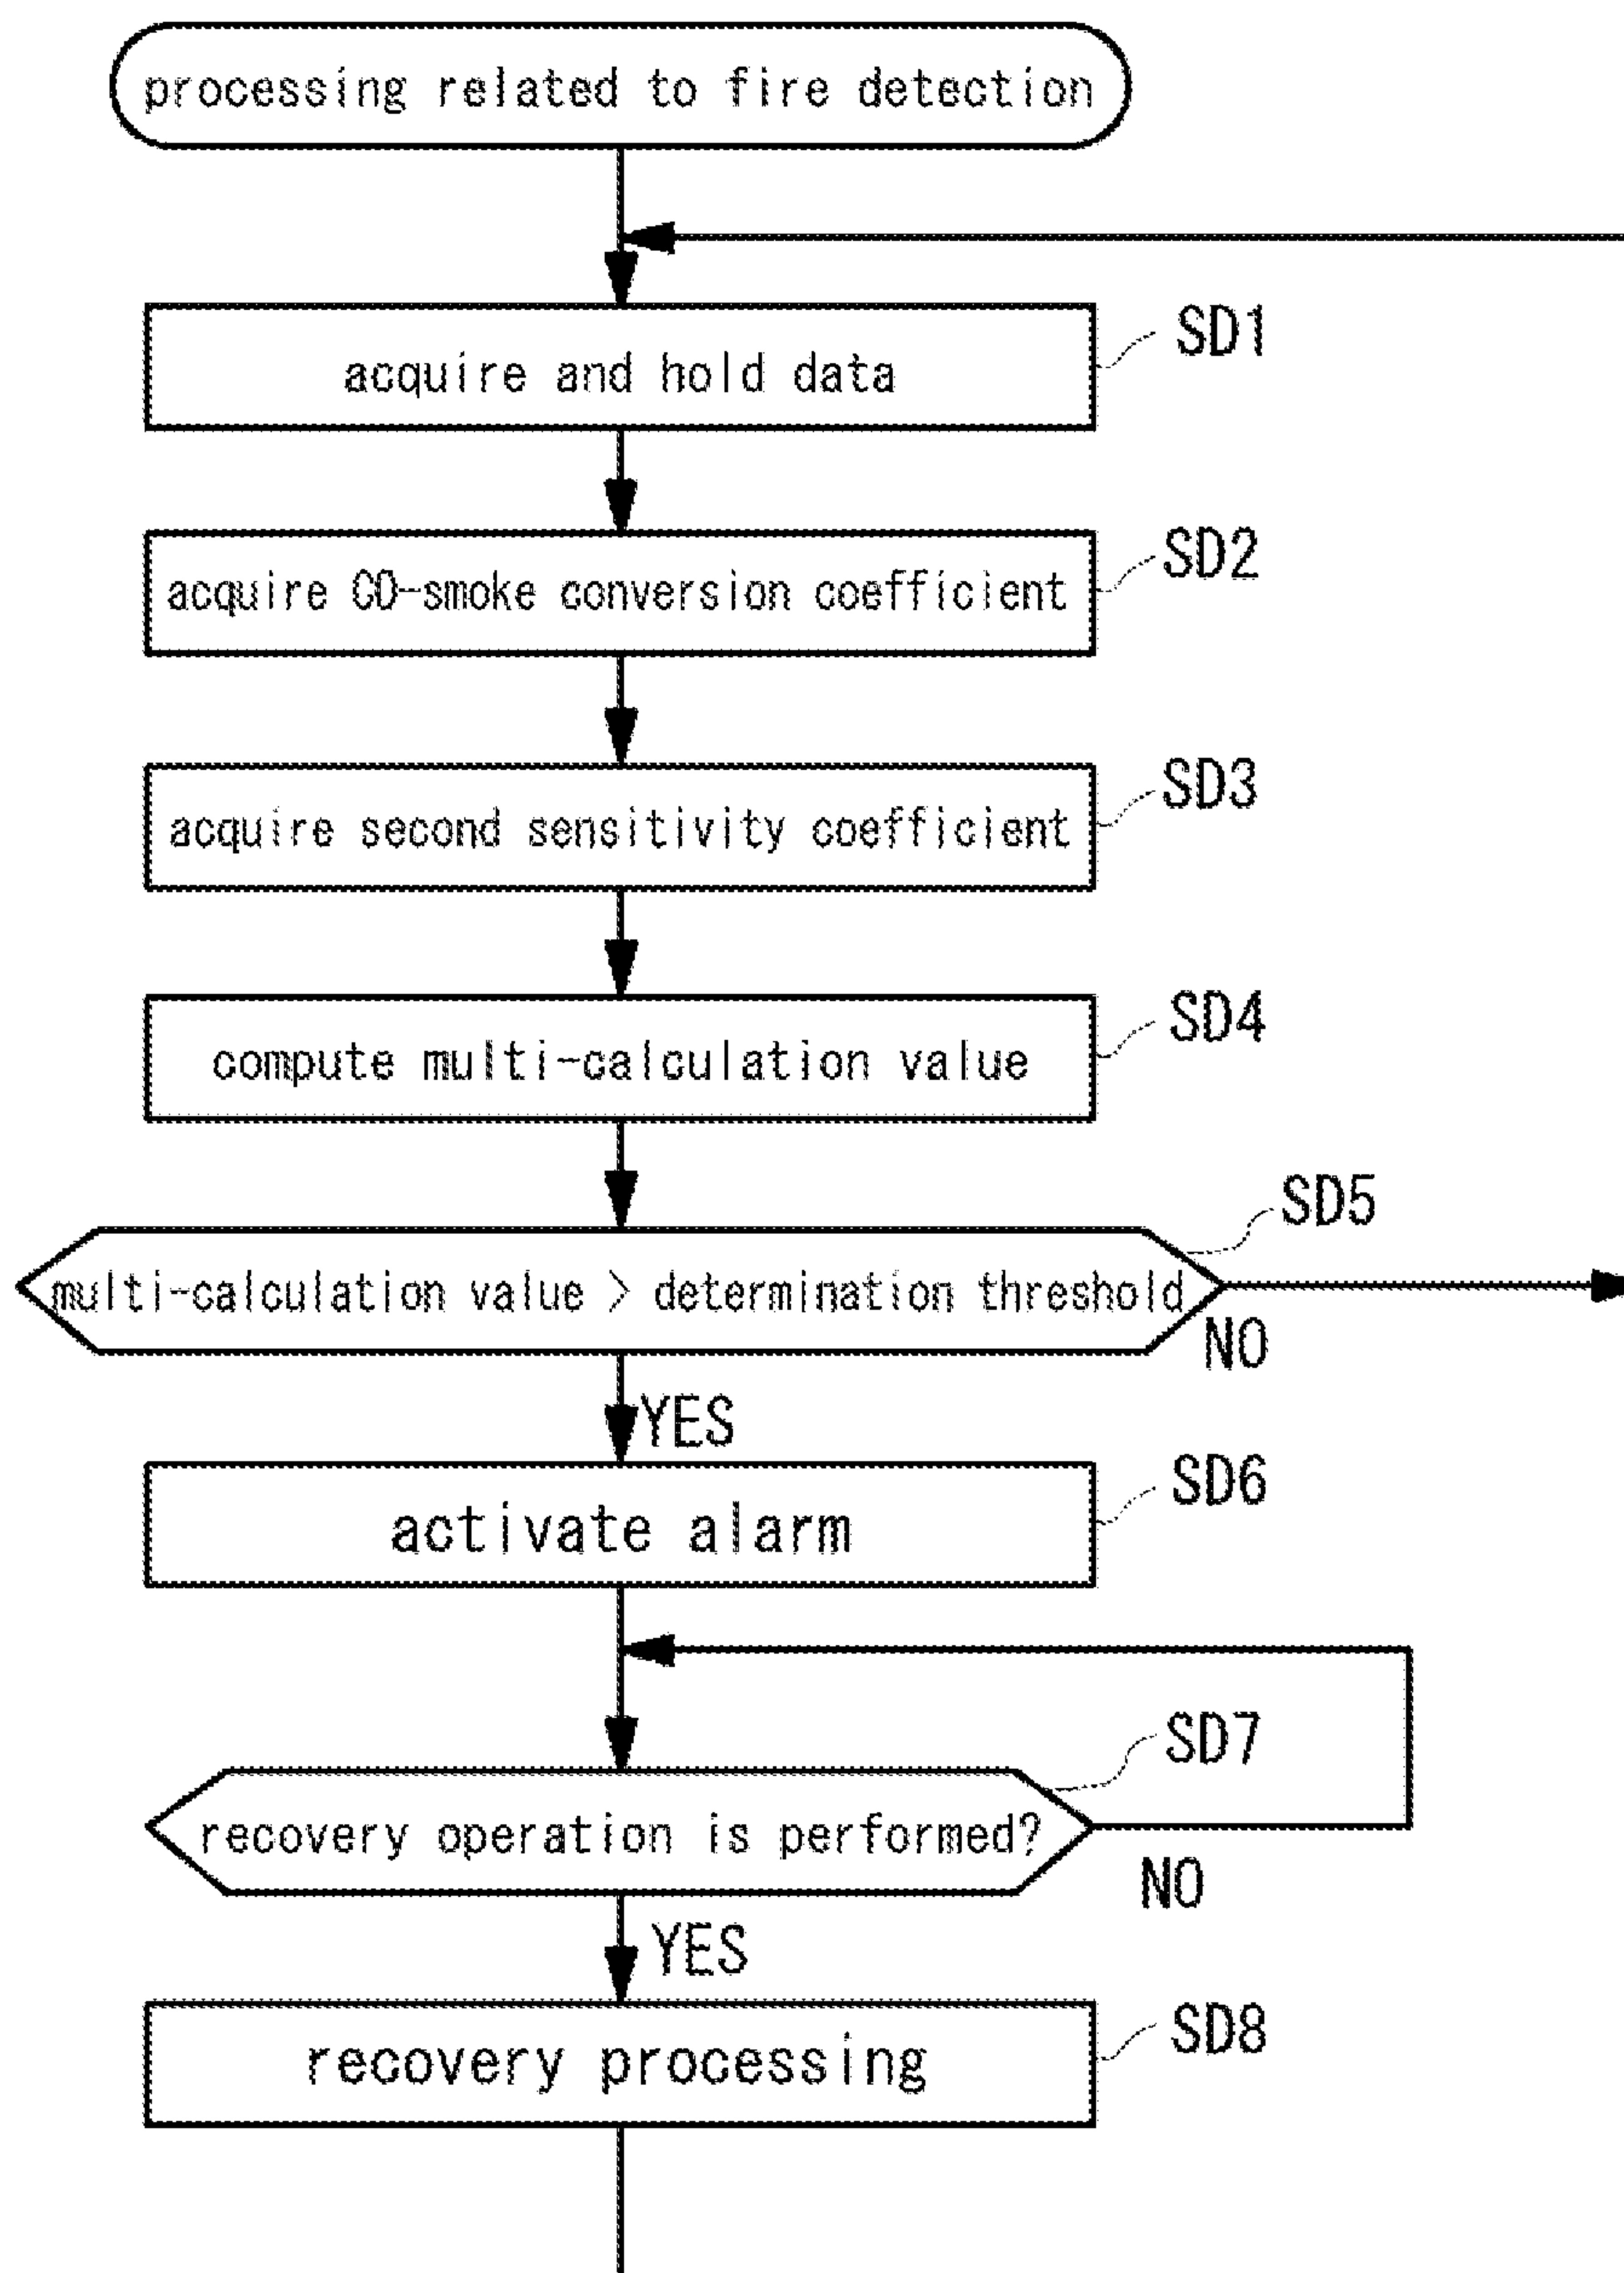 processing related to fire detection
SD1
acquire and hold data
SD2
acquire CO-smoke conversion coefficient
SD3
acquire second sensitivity coefficient
SD4
compute multi-calculation value
SD5
multi-calculation value > determination threshold
NO
YES
SD6
activate alarm
SD7
recovery operation is performed?
NO
YES
SD8
recovery processing